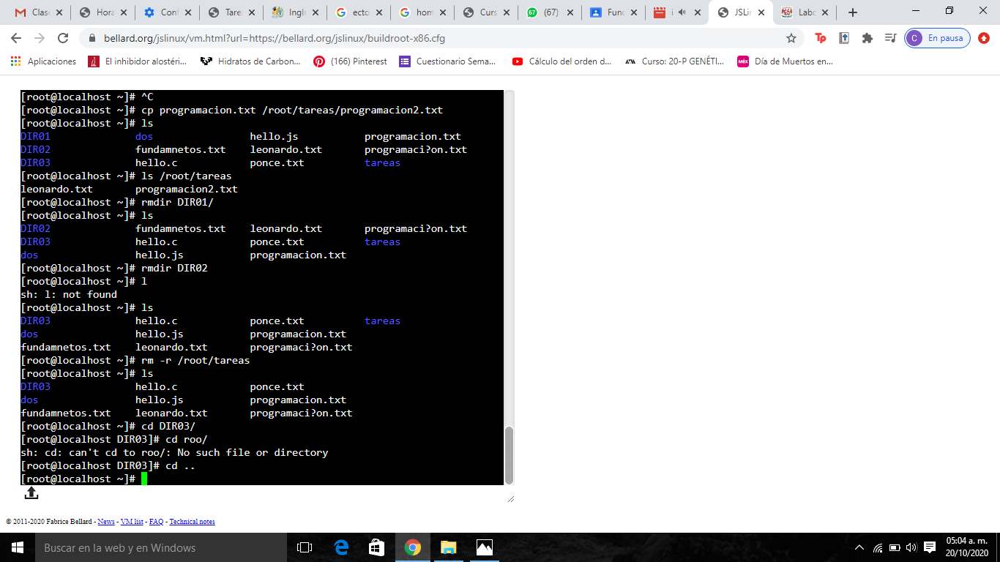 Clase
Hora
Conf
Tare
Ingl
ecto
hom
Curs
67 (67)
Func
i
JSLin
Labo
bellard.org/jslinux/vm.html?url=https://bellard.org/jslinux/buildroot-x86.cfg
C En pausa
Aplicaciones
El inhibidor alostéri...
Hidratos de Carbon...
(166) Pinterest
Cuestionario Sema...
Cálculo del orden d...
Curso: 20-P GENÉTI...
Día de Muertos en...
[root@localhost ~]# ^C
[root@localhost ~]# cp programacion.txt /root/tareas/programacion2.txt
[root@localhost ~]# ls
DIR01 dos hello.js programacion.txt
DIR02 fundamnetos.txt leonardo.txt programaci?on.txt
DIR03 hello.c ponce.txt tareas
[root@localhost ~]# ls /root/tareas
leonardo.txt programacion2.txt
[root@localhost ~]# rmdir DIR01/
[root@localhost ~]# ls
DIR02 fundamnetos.txt leonardo.txt programaci?on.txt
DIR03 hello.c ponce.txt tareas
dos hello.js programacion.txt
[root@localhost ~]# rmdir DIR02
[root@localhost ~]# l
sh: l: not found
[root@localhost ~]# ls
DIR03 hello.c ponce.txt tareas
dos hello.js programacion.txt
fundamnetos.txt leonardo.txt programaci?on.txt
[root@localhost ~]# rm -r /root/tareas
[root@localhost ~]# ls
DIR03 hello.c ponce.txt
dos hello.js programacion.txt
fundamnetos.txt leonardo.txt programaci?on.txt
[root@localhost ~]# cd DIR03/
[root@localhost DIR03]# cd roo/
sh: cd: can't cd to roo/: No such file or directory
[root@localhost DIR03]# cd ..
[root@localhost ~]#
© 2011-2020 Fabrice Bellard - News - VM list - FAQ - Technical notes
Buscar en la web y en Windows
05:04 a. m.
20/10/2020